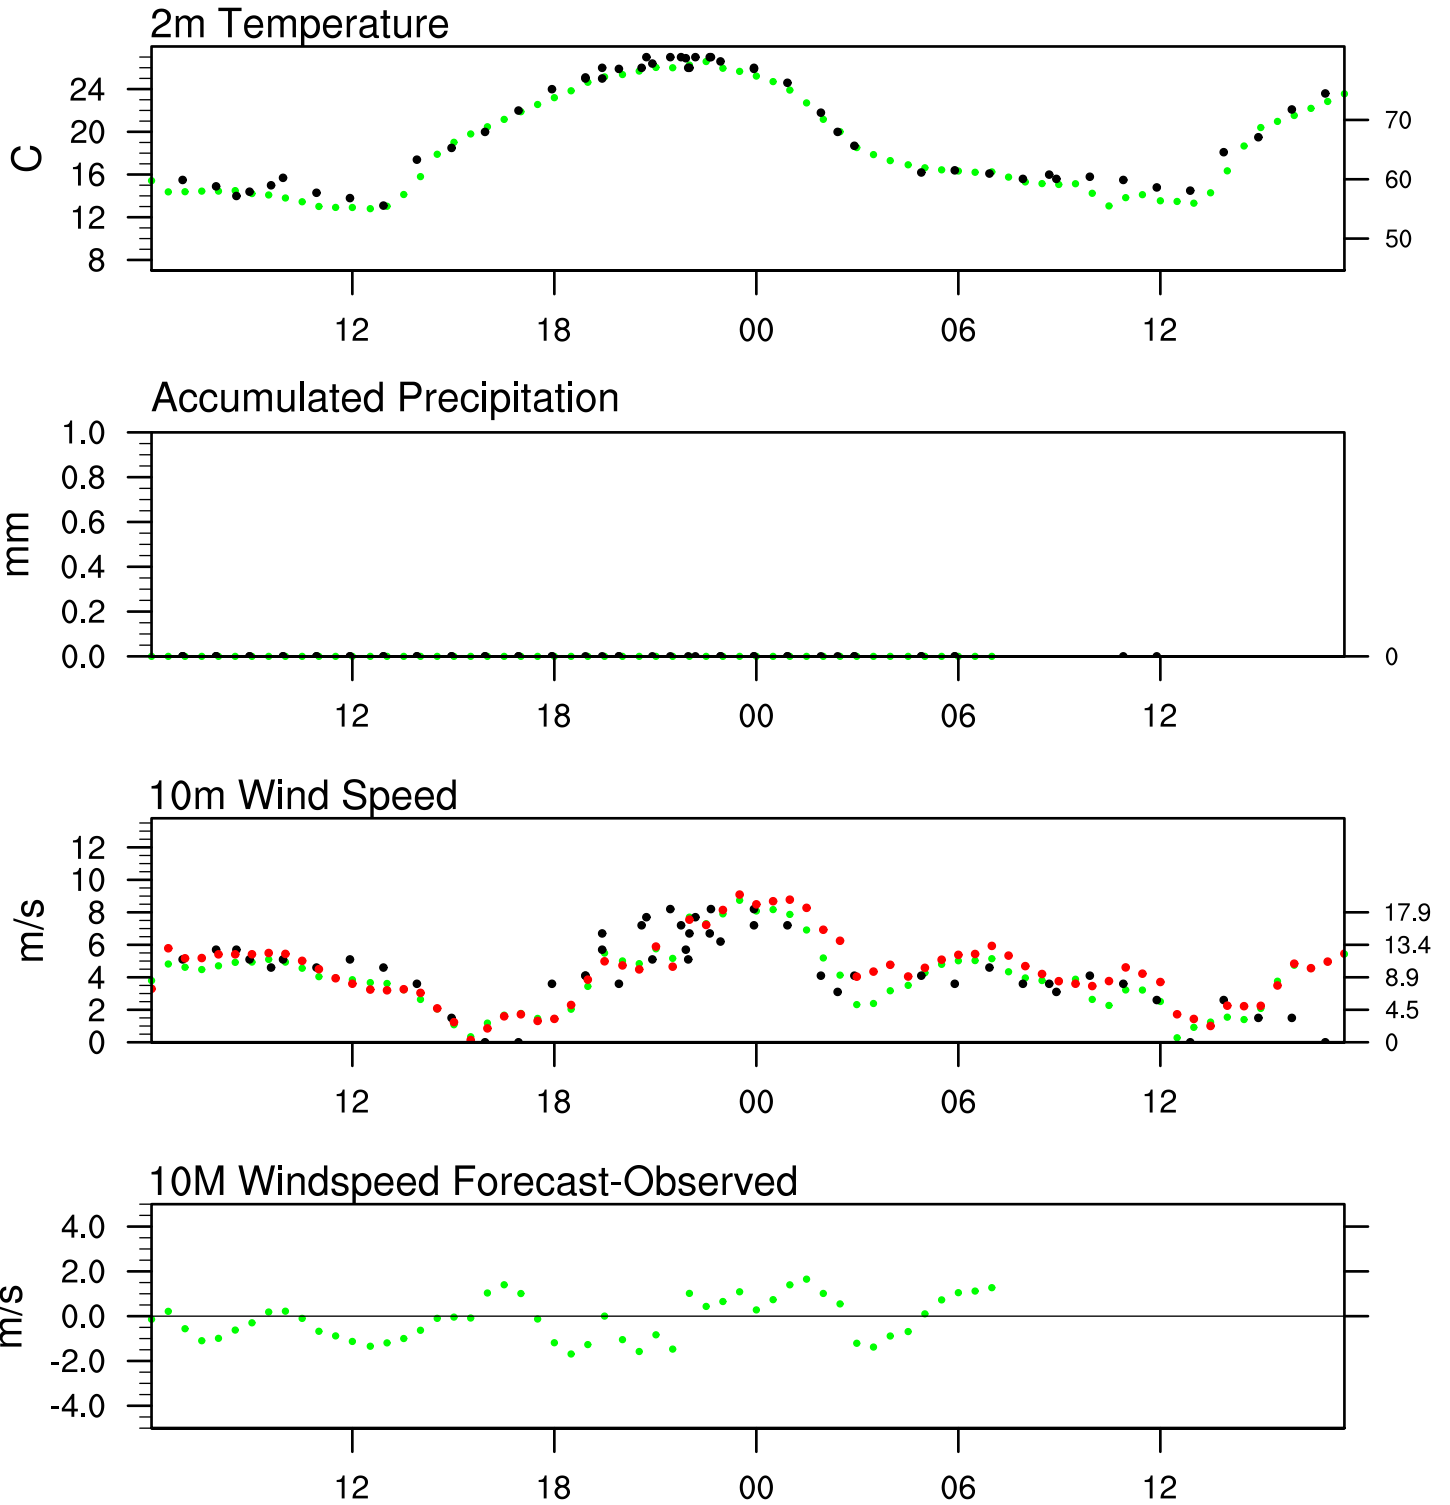 2m Temperature
C
24
20
16
12
8
70
60
50
12 18 00 06 12
Accumulated Precipitation
mm
1.0
0.8
0.6
0.4
0.2
0.0
0
12 18 00 06 12
10m Wind Speed
m/s
12
10
8
6
4
2
0
17.9
13.4
8.9
4.5
0
12 18 00 06 12
10M Windspeed Forecast-Observed
m/s
4.0
2.0
0.0
-2.0
-4.0
12 18 00 06 12